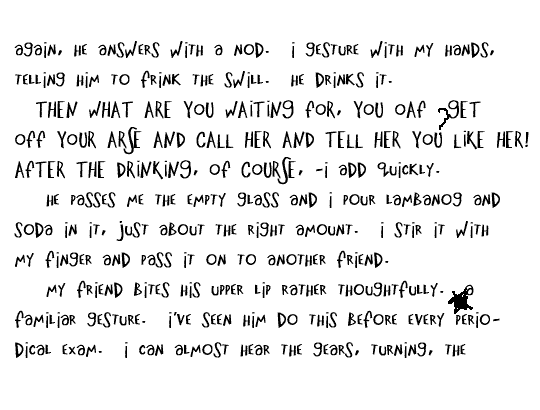 again, he answers with a nod. i gesture with my hands,
telling him to frink the swill. he drinks it.
THEN WHAT ARE YOU WAITING for, YOU OAf ?GET
Off YOUR ARSE AND CALL HER AND TELL HER YOU LIKE HER!
AfTER THE DRINKING, Of COURSE, -i add quickly.
he passes me the empty glass and i pour lambanog and
soda in it, just about the right amount. i stir it with
my finger and pass it on to another friend.
my friend bites his upper lip rather thoughtfully. a
familiar gesture. i've seen him do this before every perio-
dical exam. i can almost hear the gears, turning, the